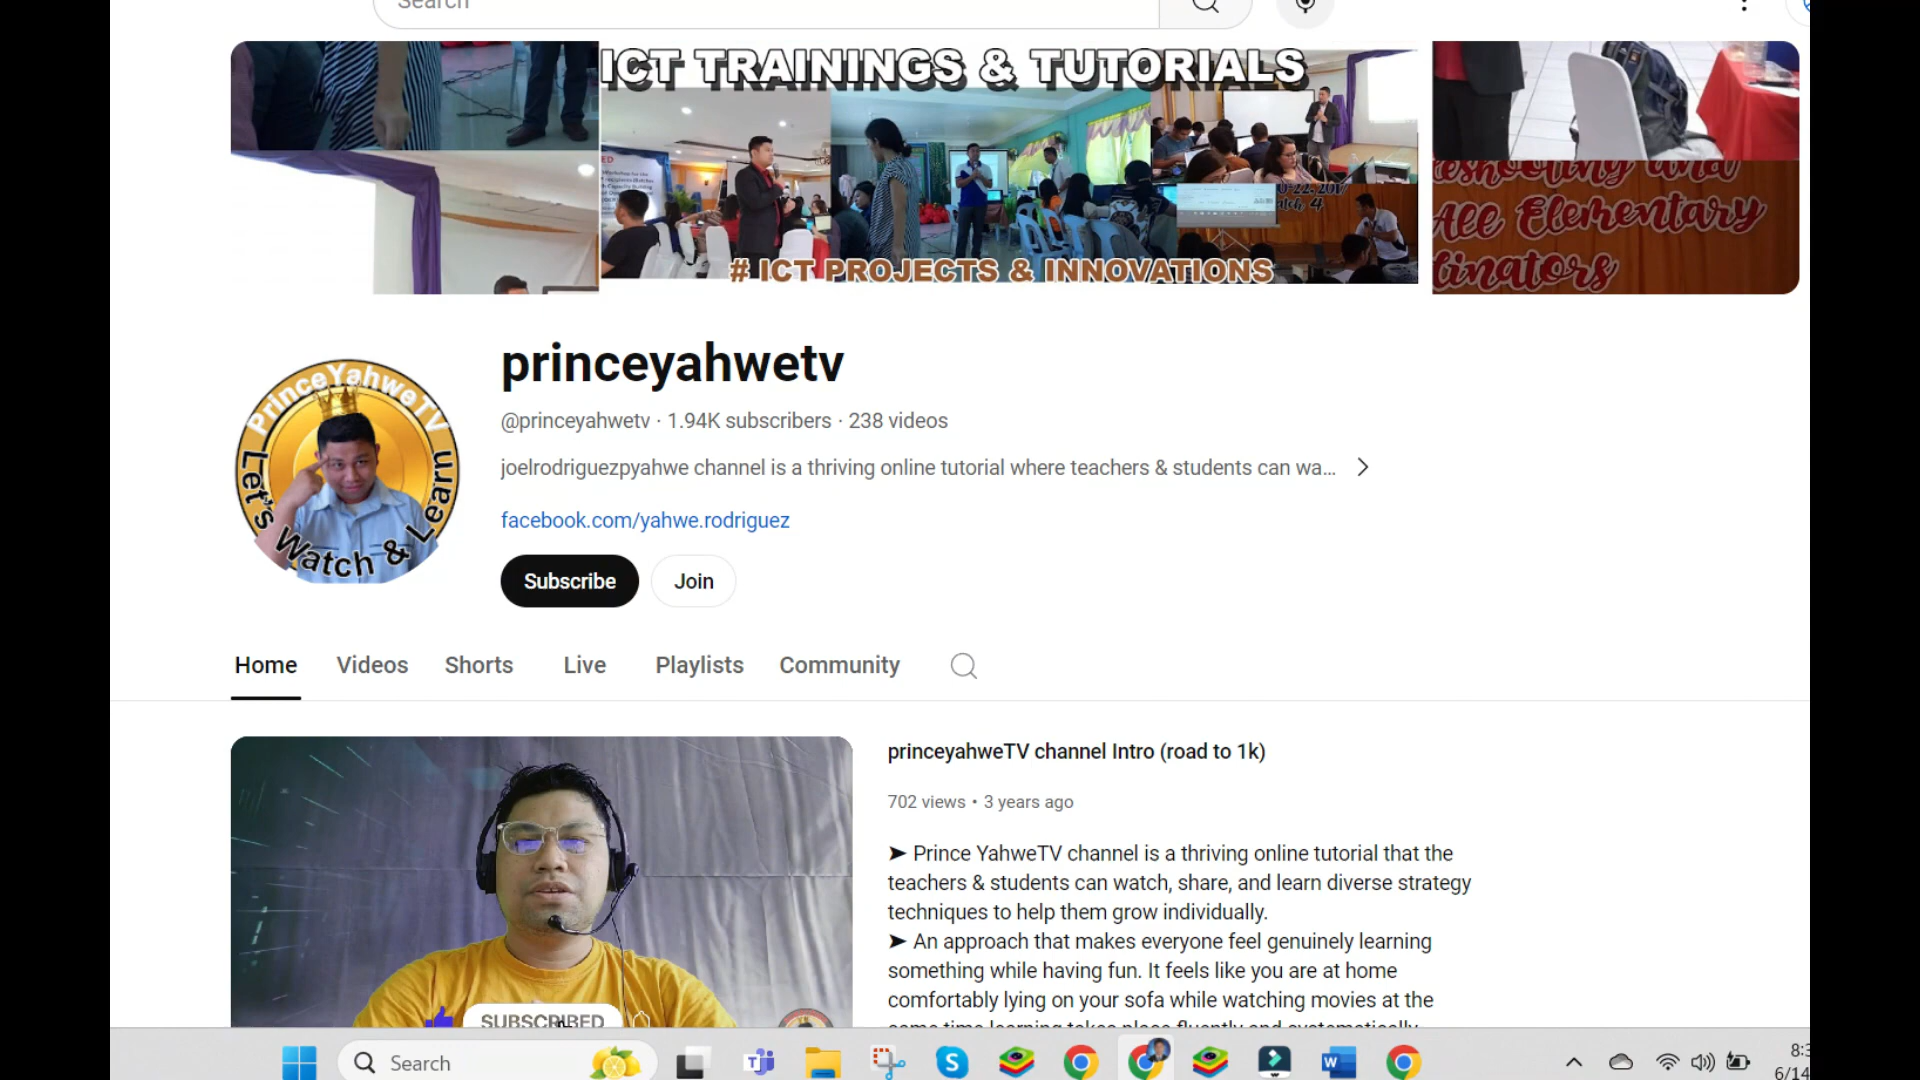 Search
ICT TRAININGS & TUTORIALS
# ICT PROJECTS & INNOVATIONS
All Elementary
princeyahwetv
PrinceYahweTV
Let's Watch & Learn
@princeyahwetv · 1.94K subscribers · 238 videos
joelrodriguezpyahwe channel is a thriving online tutorial where teachers & students can wa...
facebook.com/yahwe.rodriguez
Subscribe Join
Home Videos Shorts Live Playlists Community
princeyahweTV channel Intro (road to 1k)
702 views • 3 years ago
➤ Prince YahweTV channel is a thriving online tutorial that the
teachers & students can watch, share, and learn diverse strategy
techniques to help them grow individually.
➤ An approach that makes everyone feel genuinely learning
something while having fun. It feels like you are at home
comfortably lying on your sofa while watching movies at the
same time learning takes place fluently and systematically
SUBSCRIBED
Search
8:3
6/14